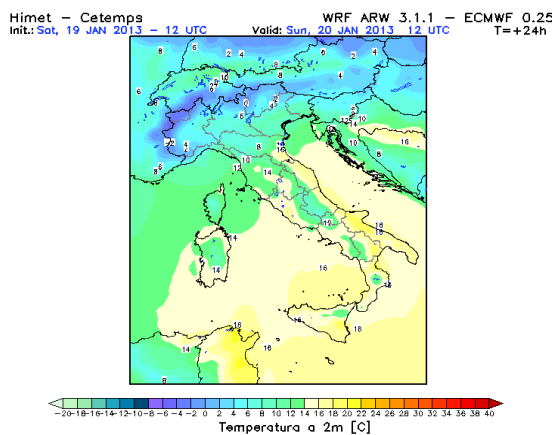 Himet – Cetemps WRF ARW 3.1.1 – ECMWF 0.25
Init.: Sat, 19 JAN 2013 – 12 UTC Valid: Sun, 20 JAN 2013 12 UTC T=+24h
-20 -18 -16 -14 -12 -10 -8 -6 -4 -2 0 2 4 6 8 10 12 14 16 18 20 22 24 26 28 30 32 34 36 38 40
Temperatura a 2m [C]